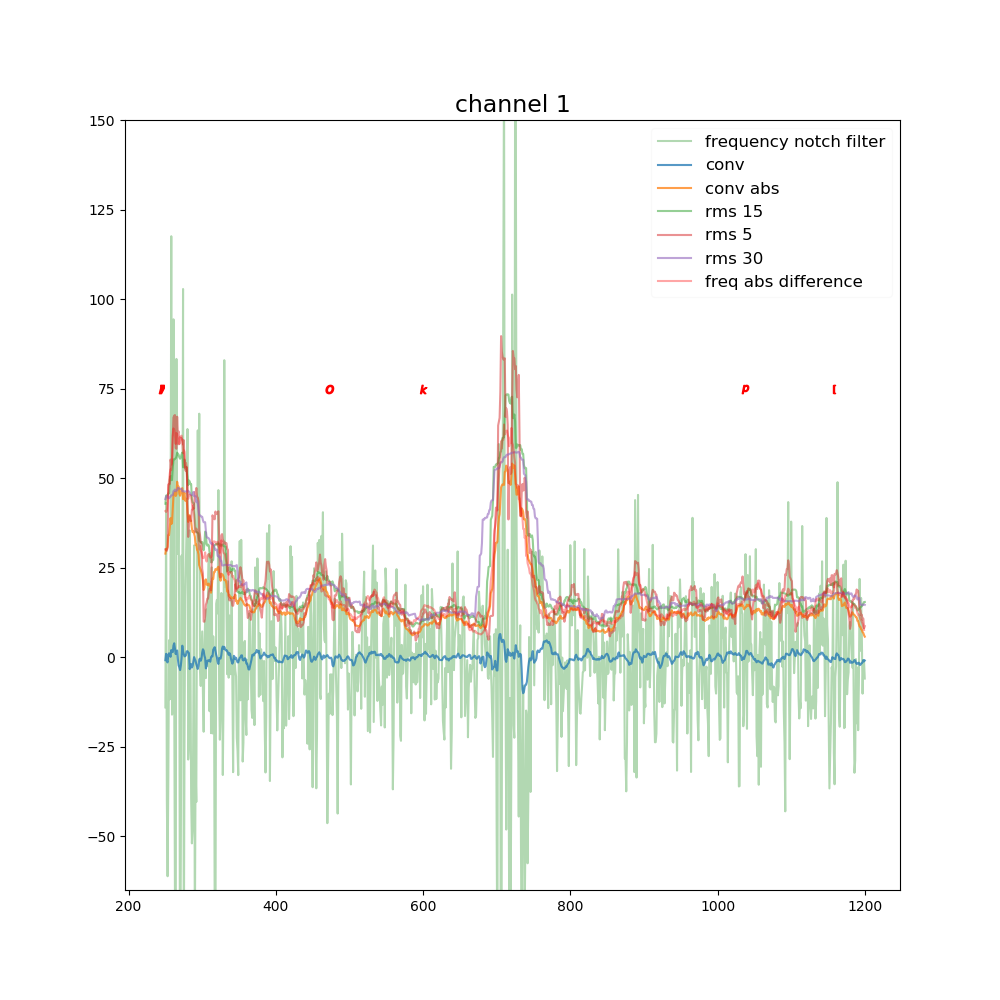 channel 1
150
125
100
75
50
25
0
−25
−50
frequency notch filter
conv
conv abs
rms 15
rms 5
rms 30
freq abs difference
O k p [
200 400 600 800 1000 1200